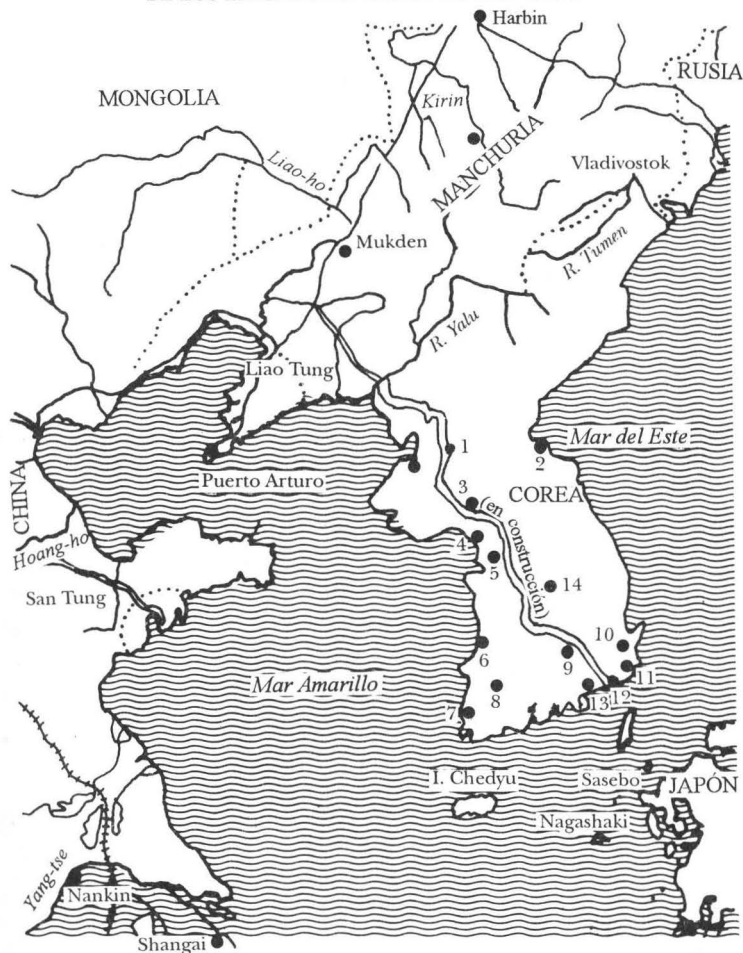 Harbin
RUSIA
MONGOLIA
Kirin
MANCHURIA
Vladivostok
Liao-ho
Mukden
R. Tumen
R. Yalu
Liao Tung
Mar del Este
1
2
Puerto Arturo
3
COREA
(en construcción)
CHINA
4
Hoang-ho
5
14
San Tung
10
6
9
11
Mar Amarillo
8
12
13
7
I. Chedyu
Sasebo
JAPÓN
Nagashaki
Yang-tse
Nankin
Shangai